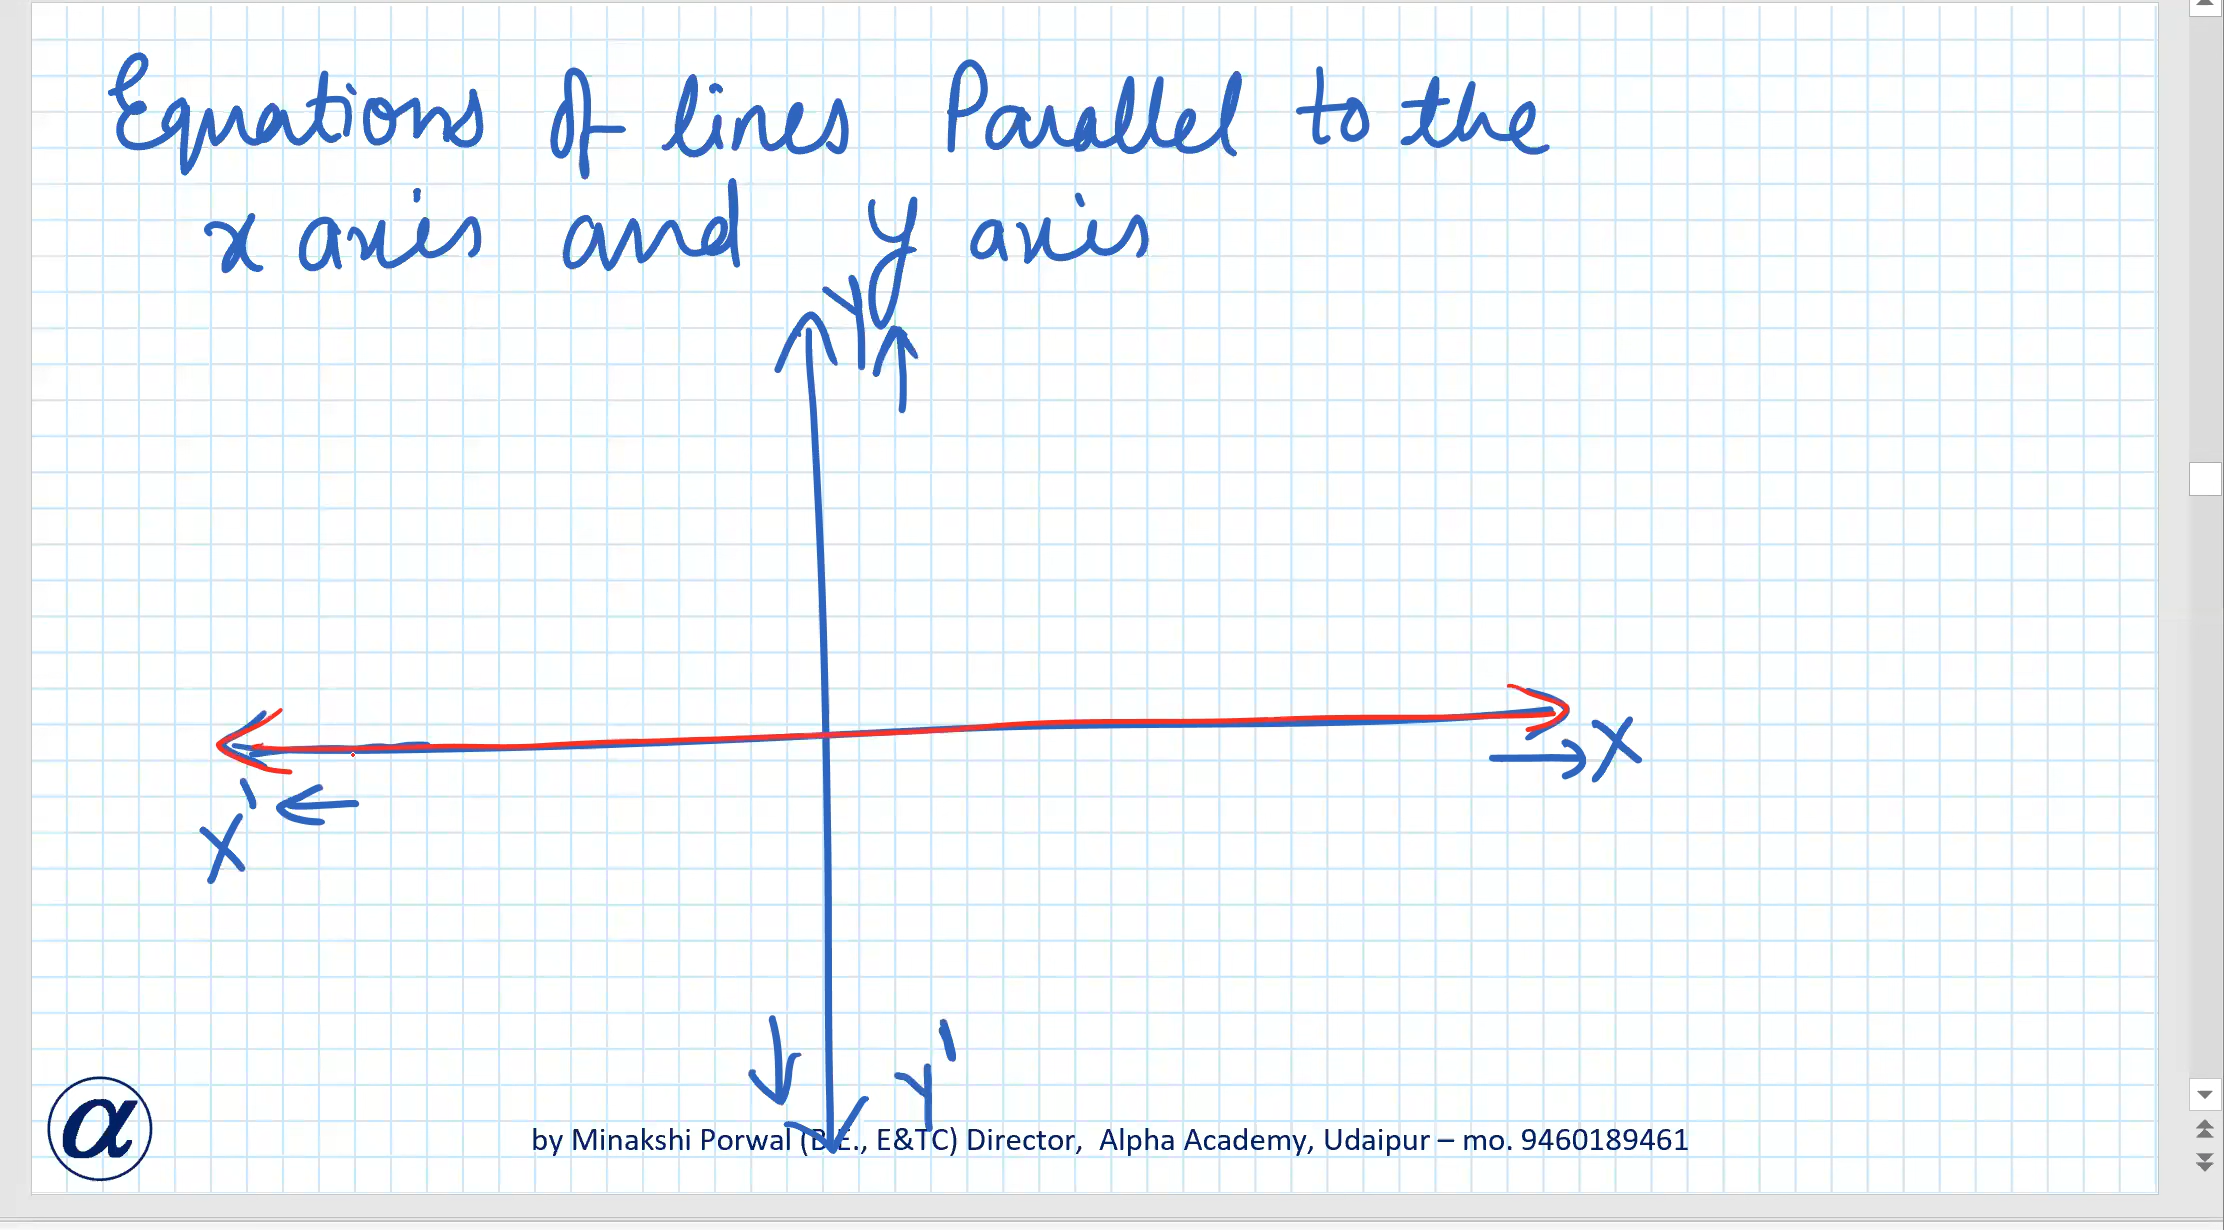 Equations of lines Parallel to the
x axis and y axis
Y
X
X'
Y'
α
by Minakshi Porwal (B.E., E&TC) Director, Alpha Academy, Udaipur – mo. 9460189461